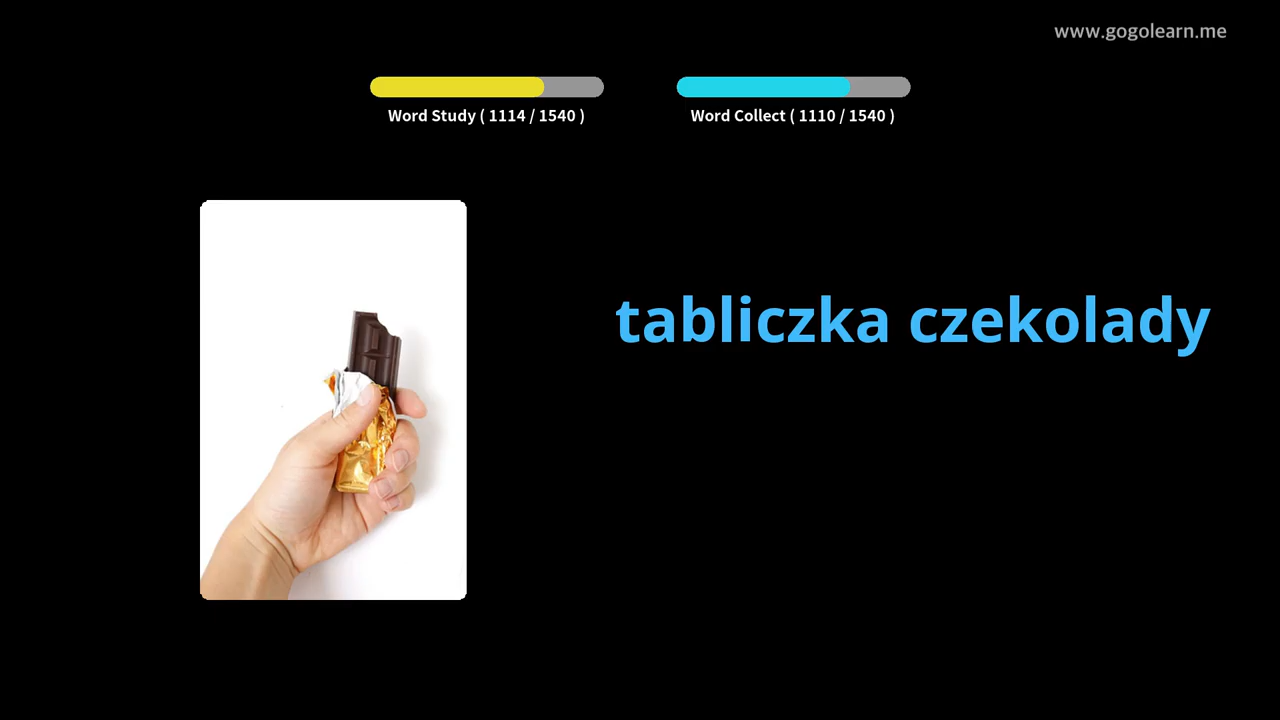 www.gogolearn.me
Word Study ( 1114 / 1540 )
Word Collect ( 1110 / 1540 )
tabliczka czekolady